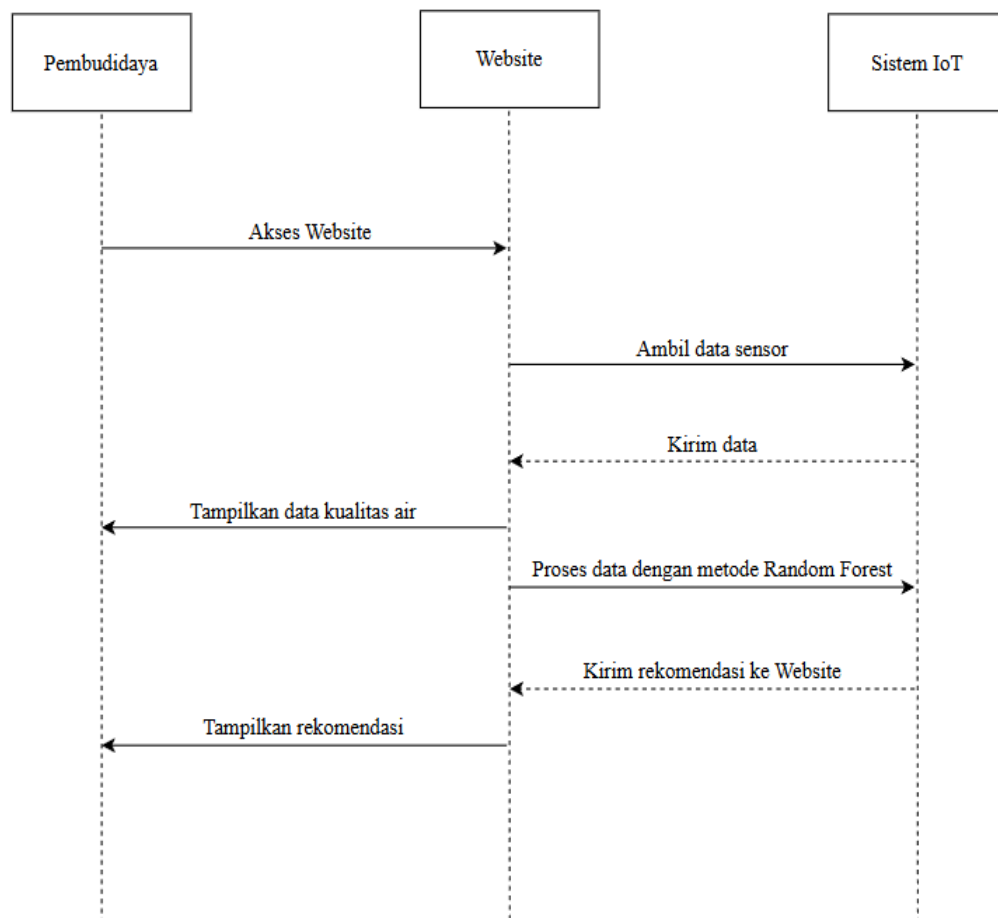 Pembudidaya
Website
Sistem IoT
Akses Website
Ambil data sensor
Kirim data
Tampilkan data kualitas air
Proses data dengan metode Random Forest
Kirim rekomendasi ke Website
Tampilkan rekomendasi